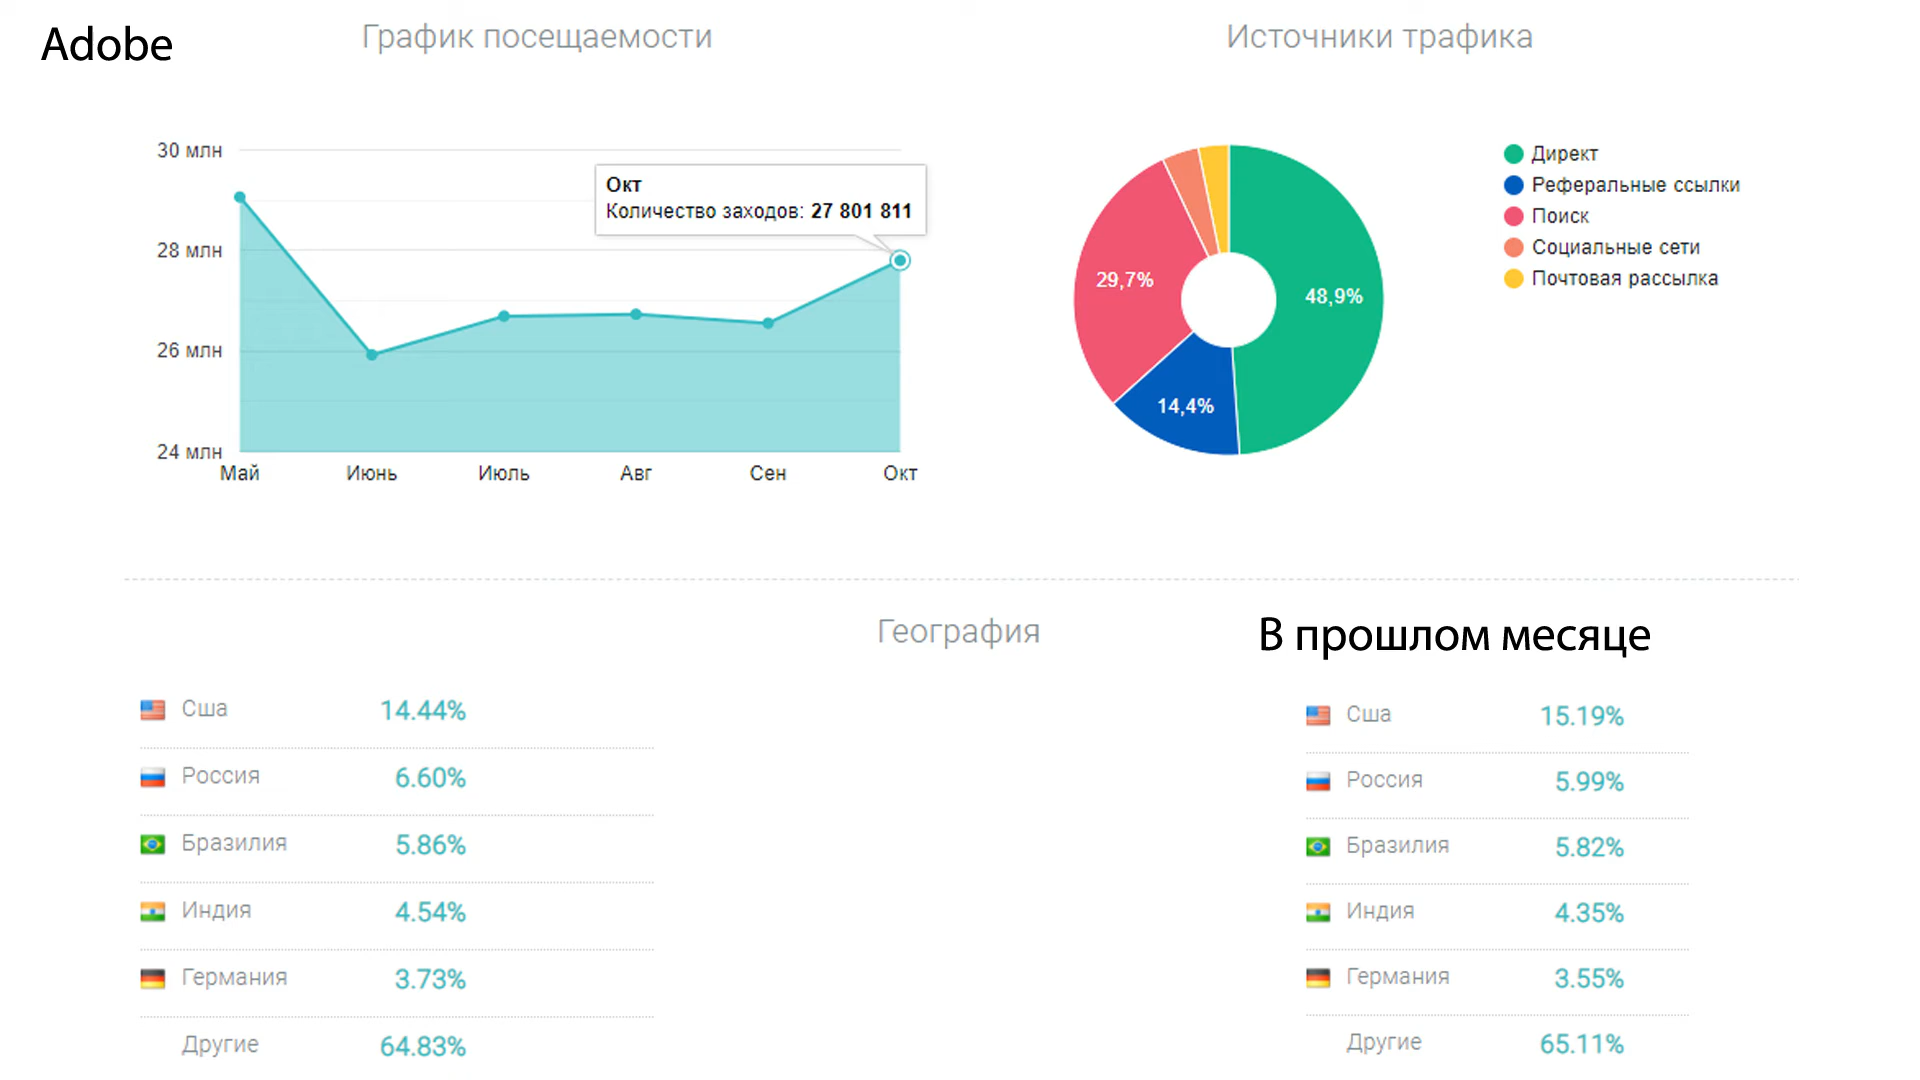 Adobe
График посещаемости
30 млн
28 млн
26 млн
24 млн
Окт
Количество заходов: 27 801 811
Май Июнь Июль Авг Сен Окт
Источники трафика
29,7%
48,9%
14,4%
Директ
Реферальные ссылки
Поиск
Социальные сети
Почтовая рассылка
География
Сша 14.44%
Россия 6.60%
Бразилия 5.86%
Индия 4.54%
Германия 3.73%
Другие 64.83%
В прошлом месяце
Сша 15.19%
Россия 5.99%
Бразилия 5.82%
Индия 4.35%
Германия 3.55%
Другие 65.11%